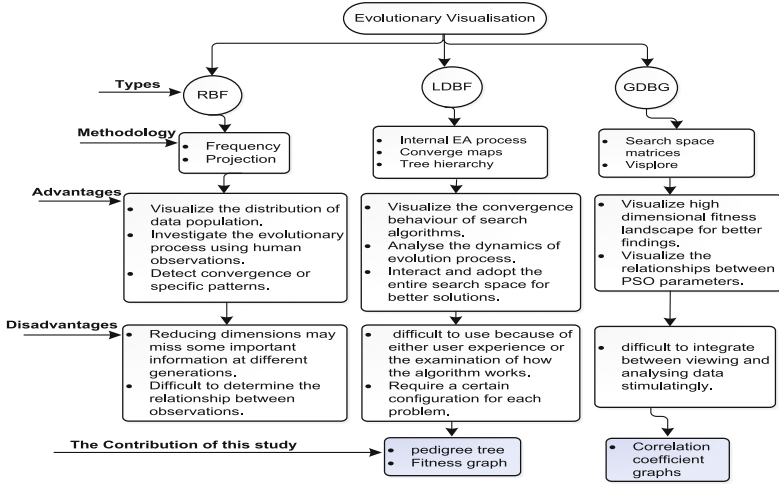 Evolutionary Visualisation
Types
RBF
LDBF
GDBG
Methodology
• Frequency
• Projection
• Internal EA process
• Converge maps
• Tree hierarchy
• Search space
matrices
• Visplore
Advantages
• Visualize the distribution of
data population.
• Investigate the evolutionary
process using human
observations.
• Detect convergence or
specific patterns.
• Visualize the convergence
behaviour of search
algorithms.
• Analyse the dynamics of
evolution process.
• Interact and adopt the
entire search space for
better solutions.
• Visualize high
dimensional fitness
landscape for better
findings.
• Visualize the
relationships between
PSO parameters.
Disadvantages
• Reducing dimensions may
miss some important
information at different
generations.
• Difficult to determine the
relationship between
observations.
• difficult to use because of
either user experience or
the examination of how
the algorithm works.
• Require a certain
configuration for each
problem.
• difficult to integrate
between viewing and
analysing data
stimulatingly.
The Contribution of this study
• pedigree tree
• Fitness graph
• Correlation
coefficient
graphs